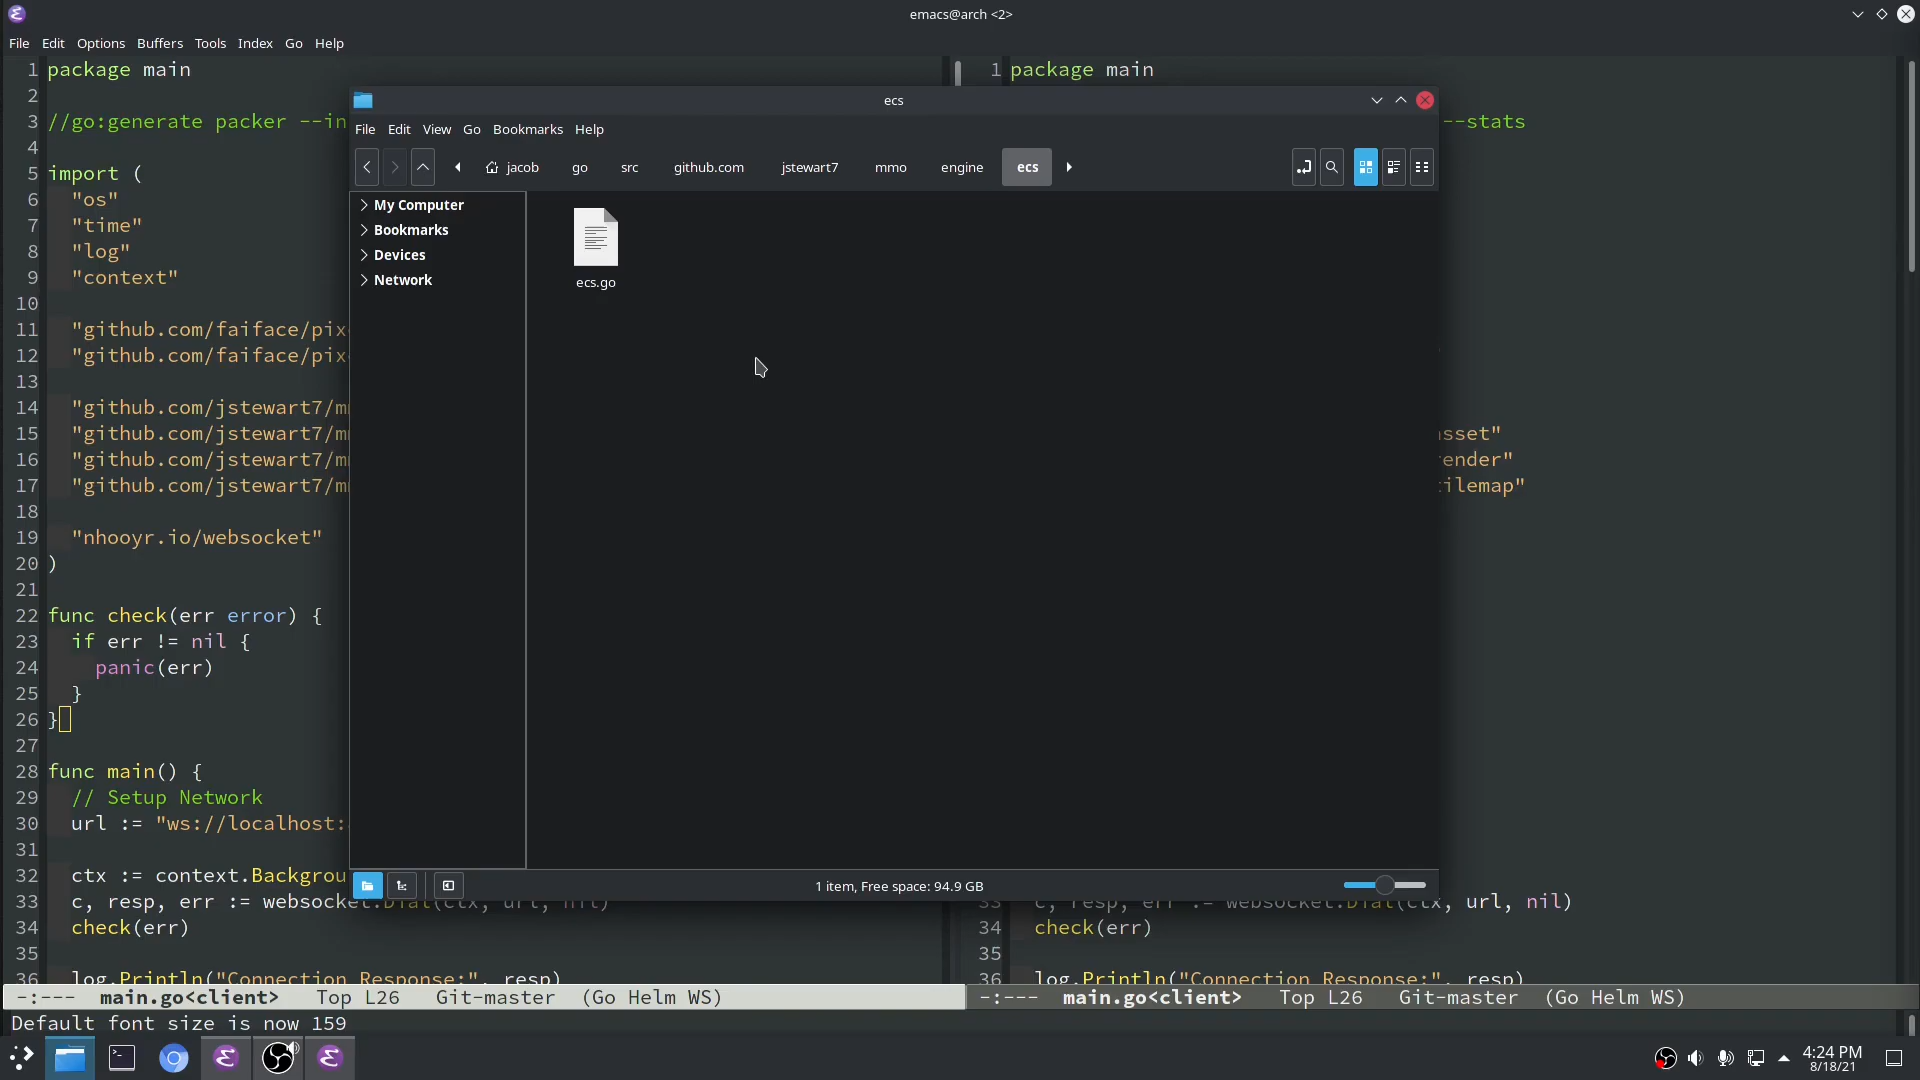 emacs@arch <2>
File Edit Options Buffers Tools Index Go Help
1 package main
2
3 //go:generate packer --in
4
5 import (
6 "os"
7 "time"
8 "log"
9 "context"
10
11 "github.com/faiface/pix
12 "github.com/faiface/pix
13
14 "github.com/jstewart7/m
15 "github.com/jstewart7/m
16 "github.com/jstewart7/m
17 "github.com/jstewart7/m
18
19 "nhooyr.io/websocket"
20 )
21
22 func check(err error) {
23 if err != nil {
24 panic(err)
25 }
26 }
27
28 func main() {
29 // Setup Network
30 url := "ws://localhost:
31
32 ctx := context.Backgrou
33 c, resp, err := websocket.Dial(ctx, url, nil)
34 check(err)
35
36 log.Println("Connection Response:", resp)
-:--- main.go<client> Top L26 Git-master (Go Helm WS)
Default font size is now 159
ecs
File Edit View Go Bookmarks Help
jacob go src github.com jstewart7 mmo engine ecs
My Computer
Bookmarks
Devices
Network
ecs.go
1 item, Free space: 94.9 GB
1 package main
--stats
sset"
ender"
ilemap"
33 c, resp, err := websocket.Dial(ctx, url, nil)
34 check(err)
35
36 log.Println("Connection Response:", resp)
-:--- main.go<client> Top L26 Git-master (Go Helm WS)
4:24 PM
8/18/21